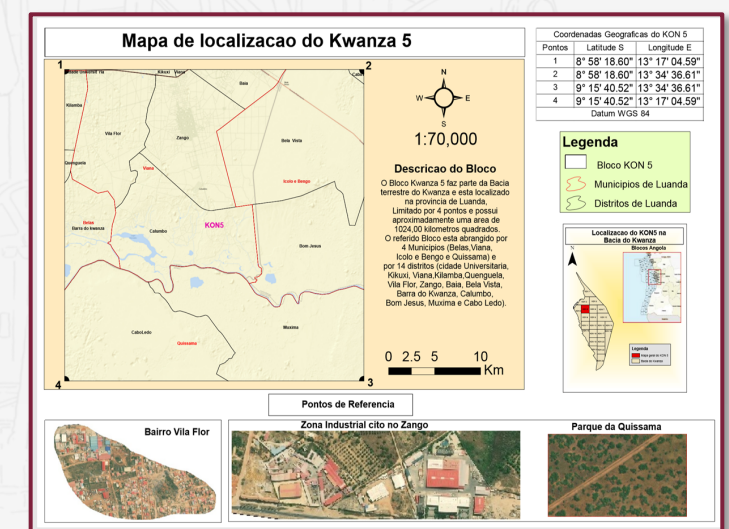 Mapa de localizacao do Kwanza 5
Coordenadas Geograficas do KON 5
Pontos Latitude S Longitude E
1 8° 58' 18.60" 13° 17' 04.59"
2 8° 58' 18.60" 13° 34' 36.61"
3 9° 15' 40.52" 13° 34' 36.61"
4 9° 15' 40.52" 13° 17' 04.59"
Datum WGS 84
1
2
3
4
Kikuxi Viana
Baia
Kilamba
Vila Flor
Zango
Bela Vista
Quenguela
Viana
Icolo e Bengo
Belas
Barra do kwanza
Calumbo
KON5
Bom Jesus
CaboLedo
Muxima
Quissama
N
W E
S
1:70,000
Descricao do Bloco
O Bloco Kwanza 5 faz parte da Bacia
terrestre do Kwanza e esta localizado
na provincia de Luanda,
Limitado por 4 pontos e possui
aproximadamente uma area de
1024,00 kilometros quadrados.
O referido Bloco esta abrangido por
4 Municipios (Belas,Viana,
Icolo e Bengo e Quissama) e
por 14 distritos (cidade Universitaria,
Kikuxi, Viana,Kilamba,Quenguela,
Vila Flor, Zango, Baia, Bela Vista,
Barra do Kwanza, Calumbo,
Bom Jesus, Muxima e Cabo Ledo).
0 2.5 5 10
Km
Legenda
Bloco KON 5
Municipios de Luanda
Distritos de Luanda
Localizacao do KON5 na
Bacia do Kwanza
Blocos Angola
N
Legenda
Pontos de Referencia
Bairro Vila Flor
Zona Industrial cito no Zango
Parque da Quissama